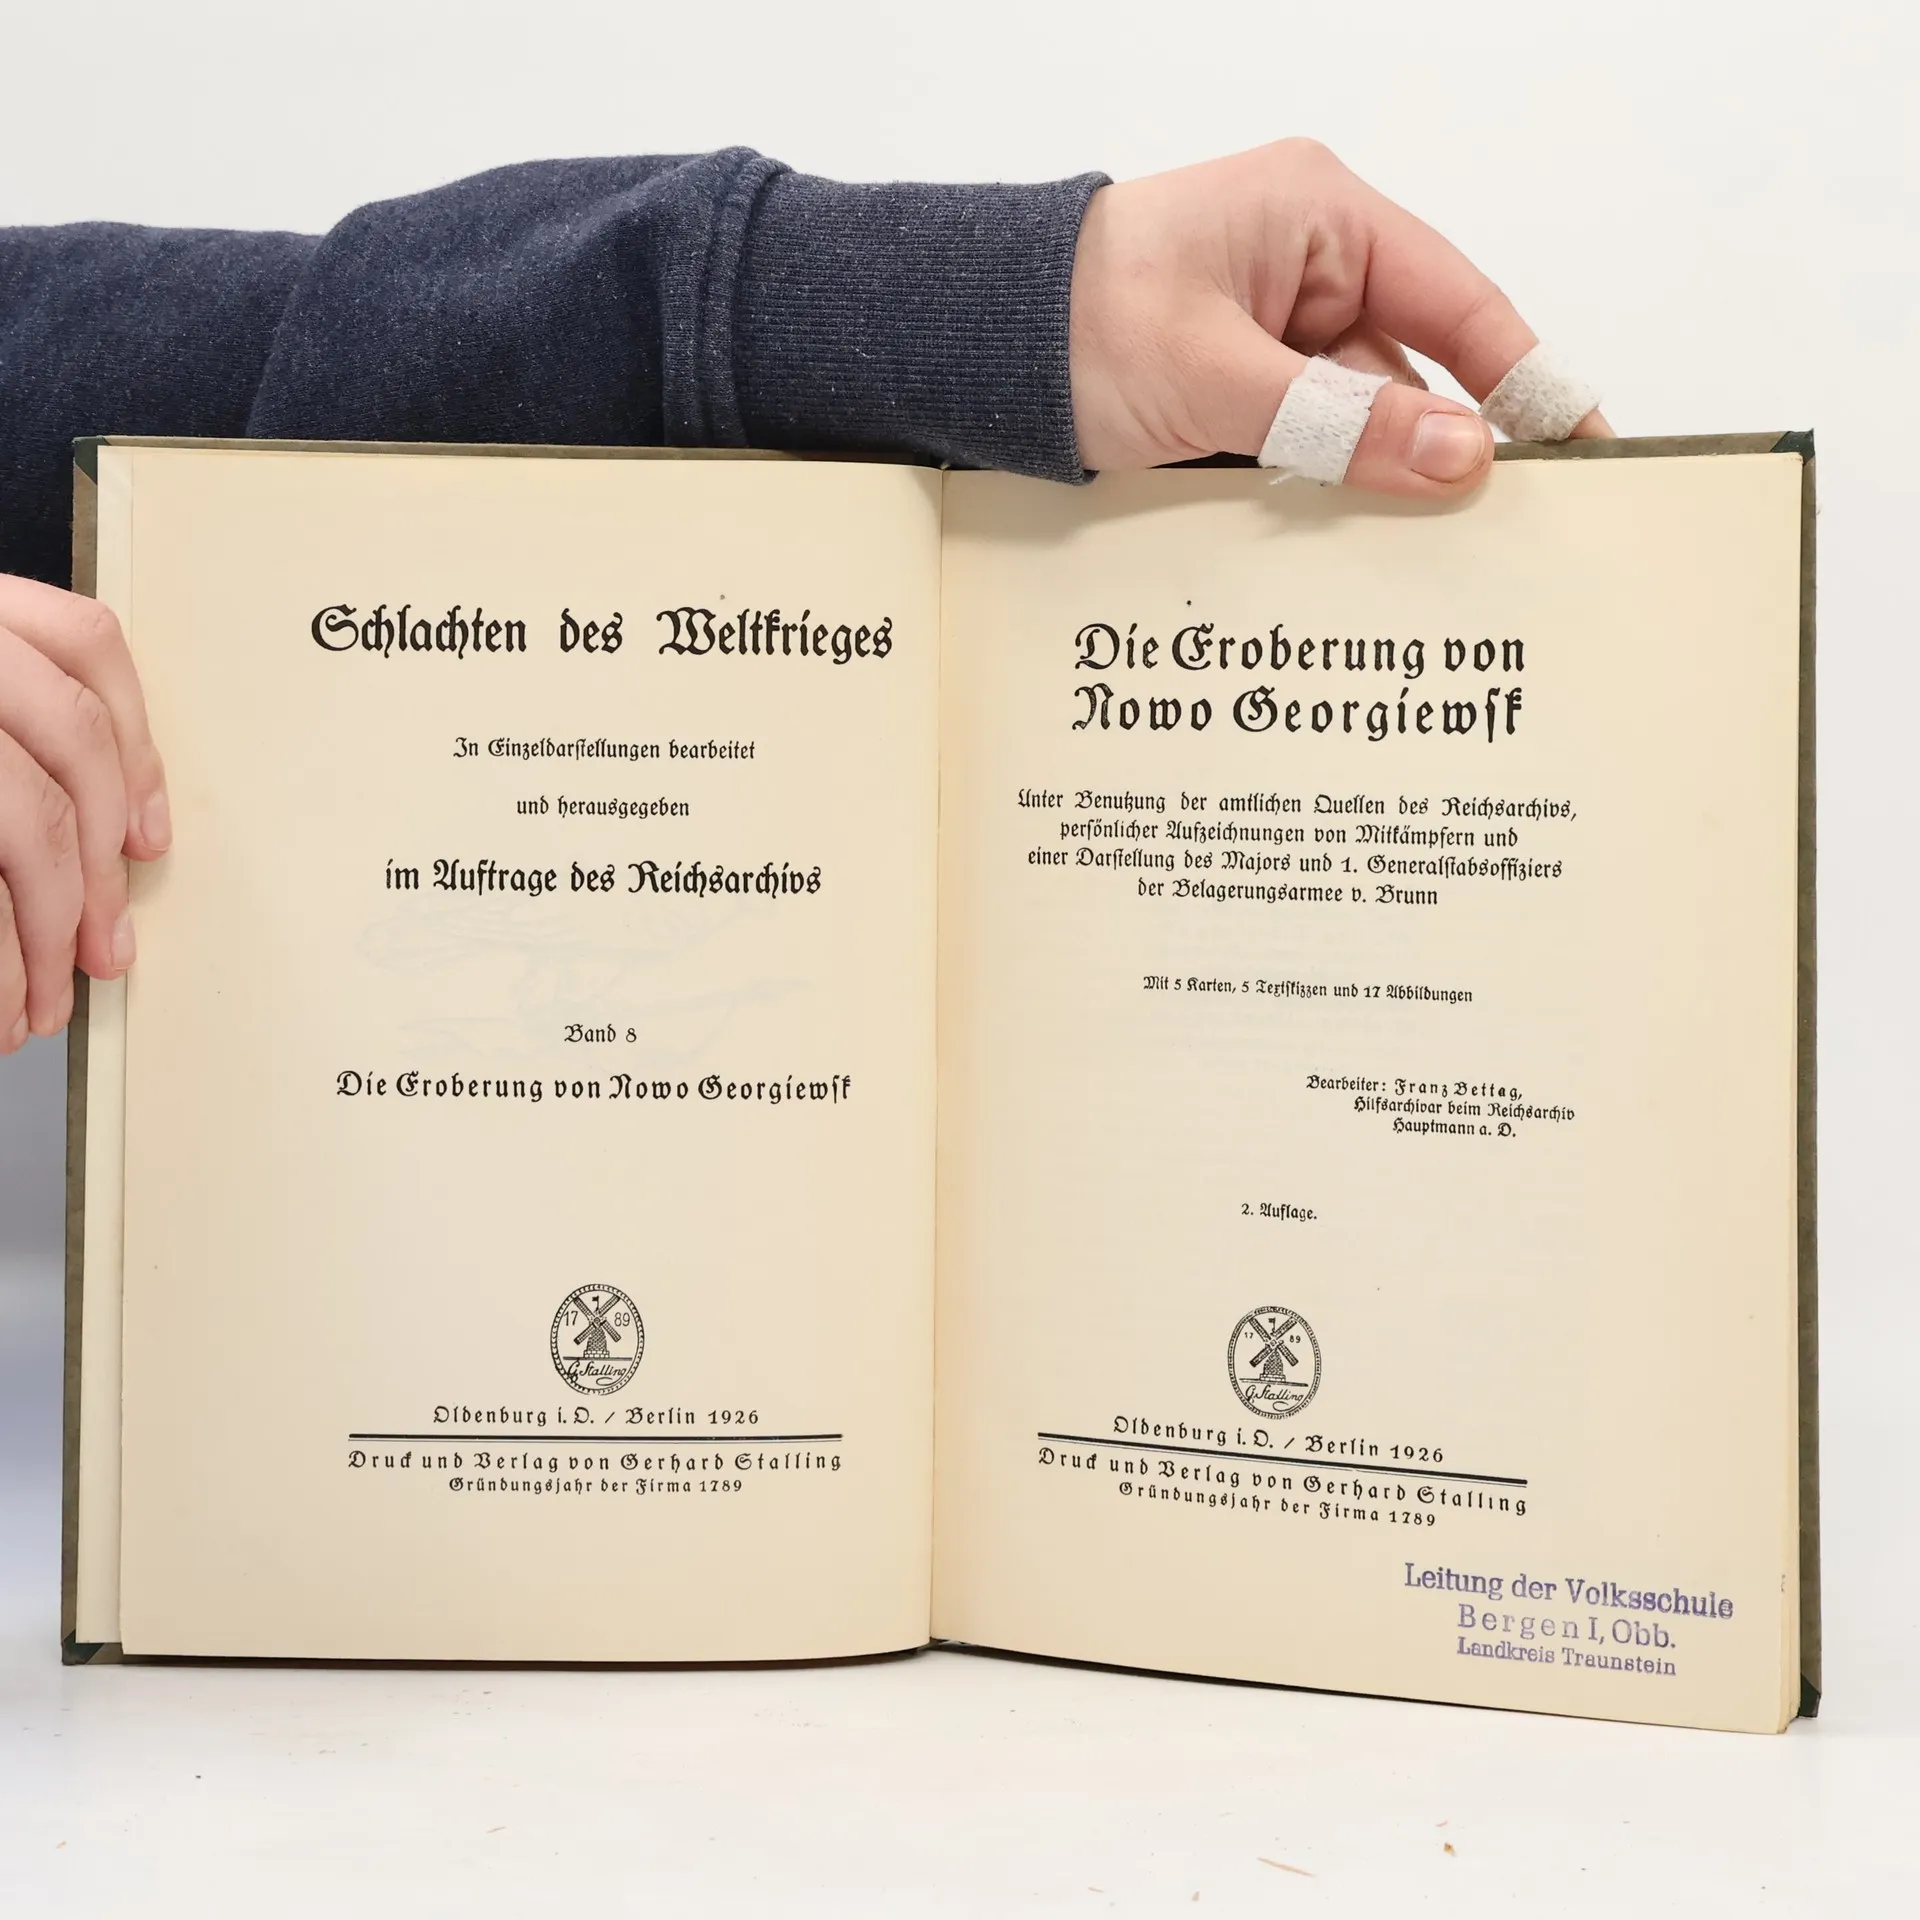 Schlachten des Weltkrieges
In Einzeldarstellungen bearbeitet
und herausgegeben
im Auftrage des Reichsarchivs
Band 8
Die Eroberung von Nowo Georgiewsk
17 89
G. Stalling
Oldenburg i. O. / Berlin 1926
Druck und Verlag von Gerhard Stalling
Gründungsjahr der Firma 1789
Die Eroberung von
Nowo Georgiewsk
Unter Benutzung der amtlichen Quellen des Reichsarchivs,
persönlicher Aufzeichnungen von Mitkämpfern und
einer Darstellung des Majors und 1. Generalstabsoffiziers
der Belagerungsarmee v. Brunn
Mit 5 Karten, 5 Textskizzen und 17 Abbildungen
Bearbeiter: Franz Bettag,
Hilfsarchivar beim Reichsarchiv
Hauptmann a. D.
2. Auflage.
17 89
G. Stalling
Oldenburg i. O. / Berlin 1926
Druck und Verlag von Gerhard Stalling
Gründungsjahr der Firma 1789
Leitung der Volksschule
Bergen I, Obb.
Landkreis Traunstein